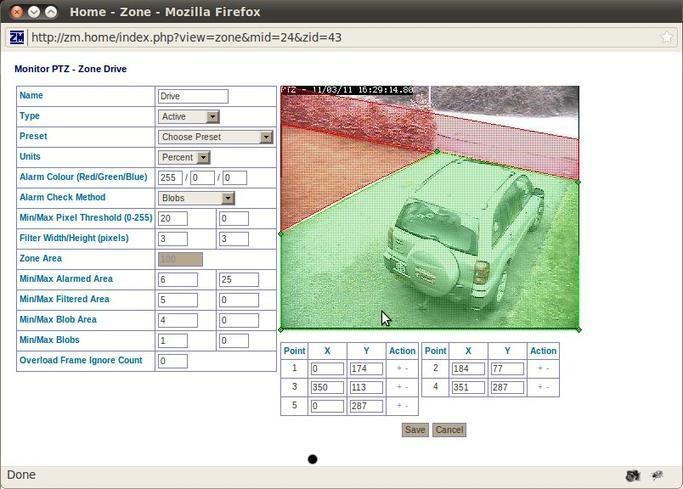 Home - Zone - Mozilla Firefox
ZM http://zm.home/index.php?view=zone&mid=24&zid=43
Monitor PTZ - Zone Drive
Name Drive
Type Active
Preset Choose Preset
Units Percent
Alarm Colour (Red/Green/Blue) 255 / 0 / 0
Alarm Check Method Blobs
Min/Max Pixel Threshold (0-255) 20 0
Filter Width/Height (pixels) 3 3
Zone Area 100
Min/Max Alarmed Area 6 25
Min/Max Filtered Area 5 0
Min/Max Blob Area 4 0
Min/Max Blobs 1 0
Overload Frame Ignore Count 0
PTZ - 11/03/11 16:29:14.80
Point X Y Action Point X Y Action
1 0 174 + - 2 184 77 + -
3 350 113 + - 4 351 287 + -
5 0 287 + -
Save Cancel
Done